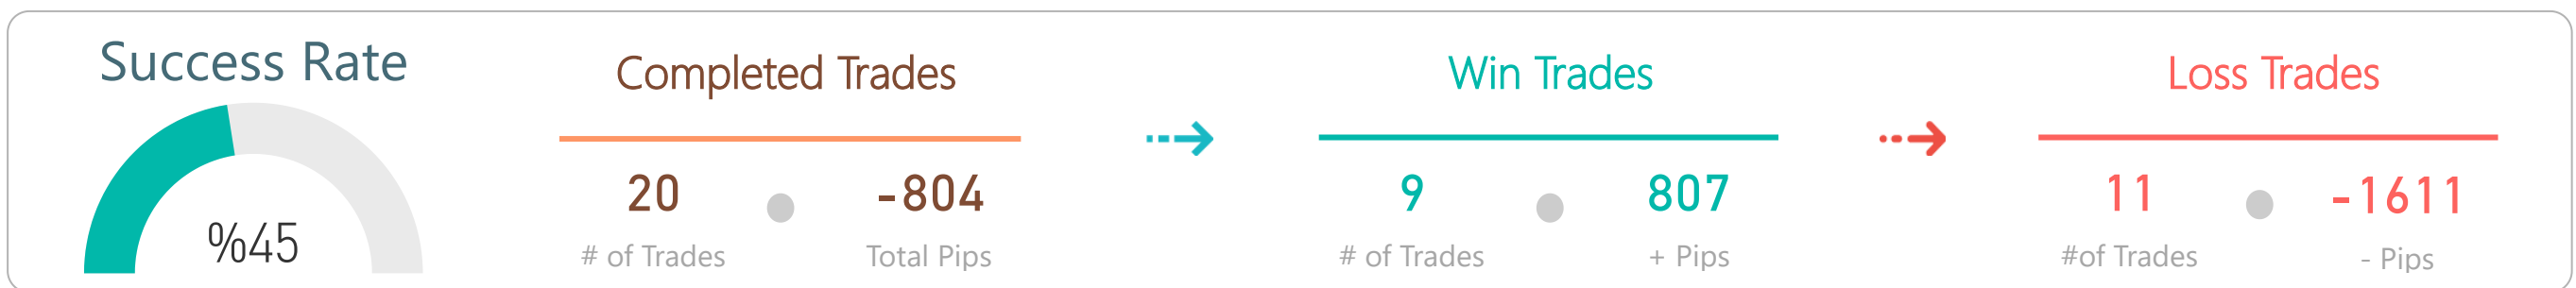 Success Rate
%45
Completed Trades
20 -804
# of Trades Total Pips
Win Trades
9 807
# of Trades + Pips
Loss Trades
11 -1611
#of Trades - Pips